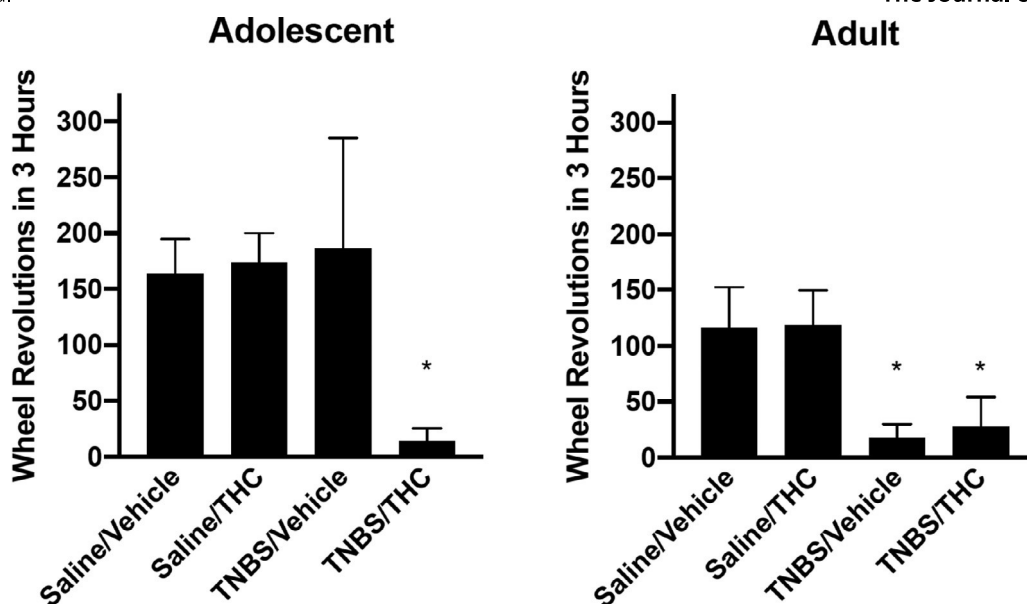 The Journal
Adolescent
Wheel Revolutions in 3 Hours
300
250
200
150
100
50
0
*
Saline/Vehicle
Saline/THC
TNBS/Vehicle
TNBS/THC
Adult
Wheel Revolutions in 3 Hours
300
250
200
150
100
50
0
*
*
Saline/Vehicle
Saline/THC
TNBS/Vehicle
TNBS/THC